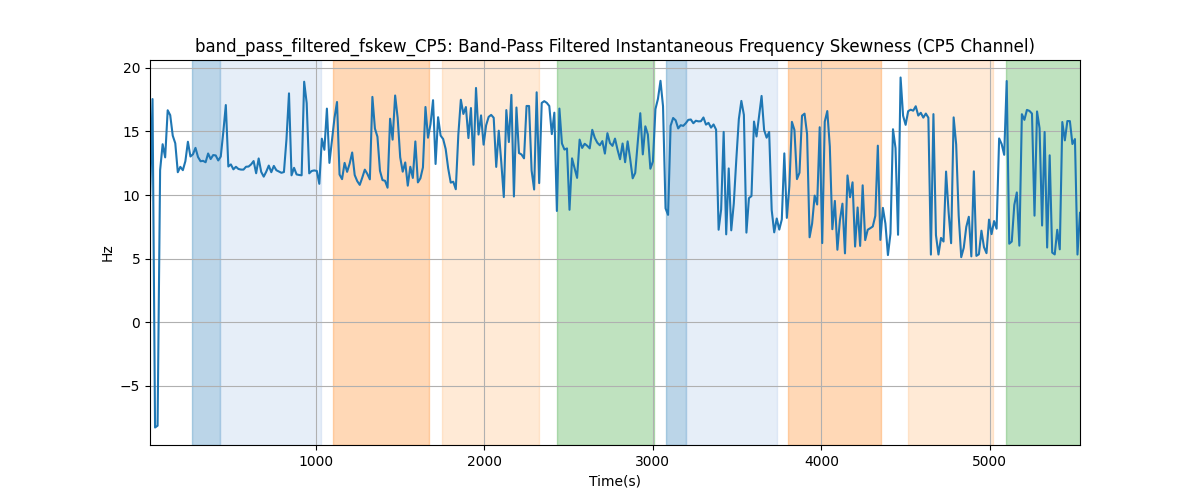 band_pass_filtered_fskew_CP5: Band-Pass Filtered Instantaneous Frequency Skewness (CP5 Channel)
20
15
10
5
0
−5
Hz
1000 2000 3000 4000 5000
Time(s)